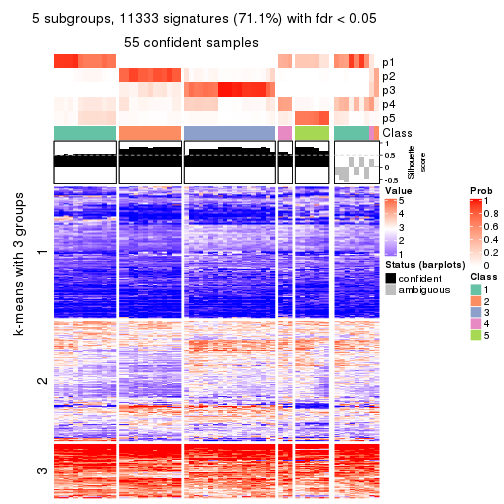 5 subgroups, 11333 signatures (71.1%) with fdr < 0.05
55 confident samples
p1
p2
p3
p4
p5
Class
1
0.5
0
-0.5
Silhouette
score
k-means with 3 groups
1
2
3
Value
5
4
3
2
1
Status (barplots)
confident
ambiguous
Prob
1
0.8
0.6
0.4
0.2
0
Class
1
2
3
4
5